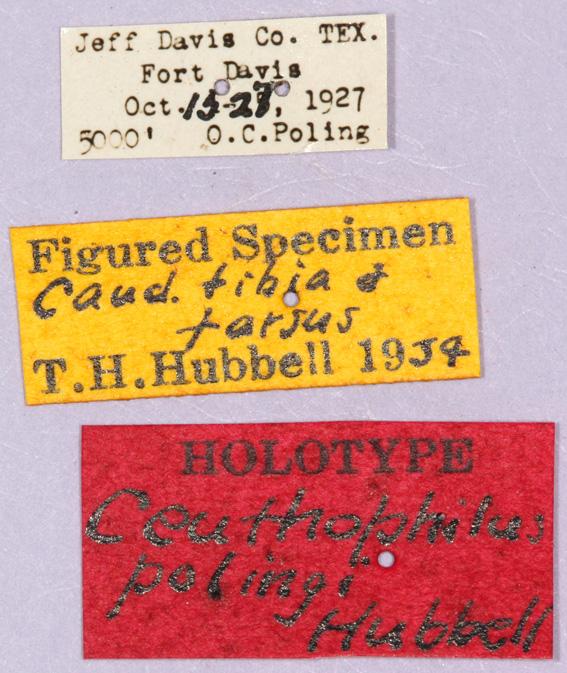 Jeff Davis Co. TEX.
Fort Davis
Oct. 13-27, 1927
5000' O.C.Poling
Figured Specimen
Caud. tibia &
tarsus
T.H.Hubbell 1934
HOLOTYPE
Ceuthophilus
polingi
Hubbell